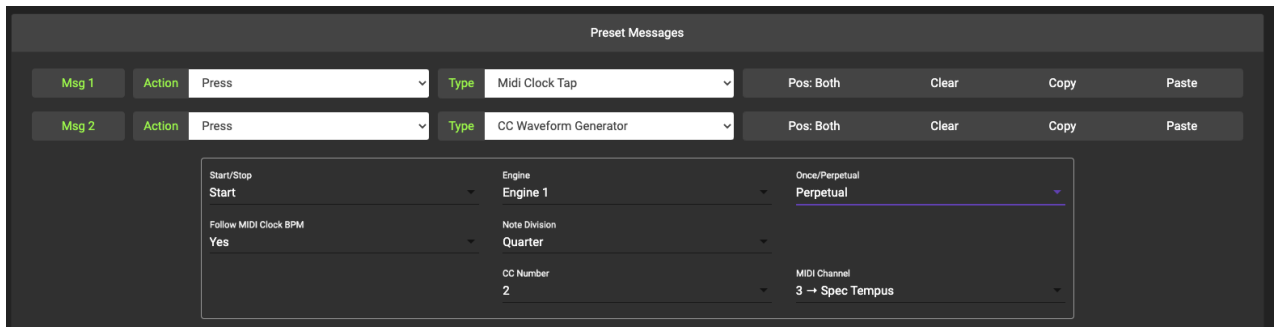 Preset Messages
Msg 1 Action Press Type Midi Clock Tap Pos: Both Clear Copy Paste
Msg 2 Action Press Type CC Waveform Generator Pos: Both Clear Copy Paste
Start/Stop Engine Once/Perpetual
Start Engine 1 Perpetual
Follow MIDI Clock BPM Note Division
Yes Quarter
CC Number MIDI Channel
2 3 → Spec Tempus